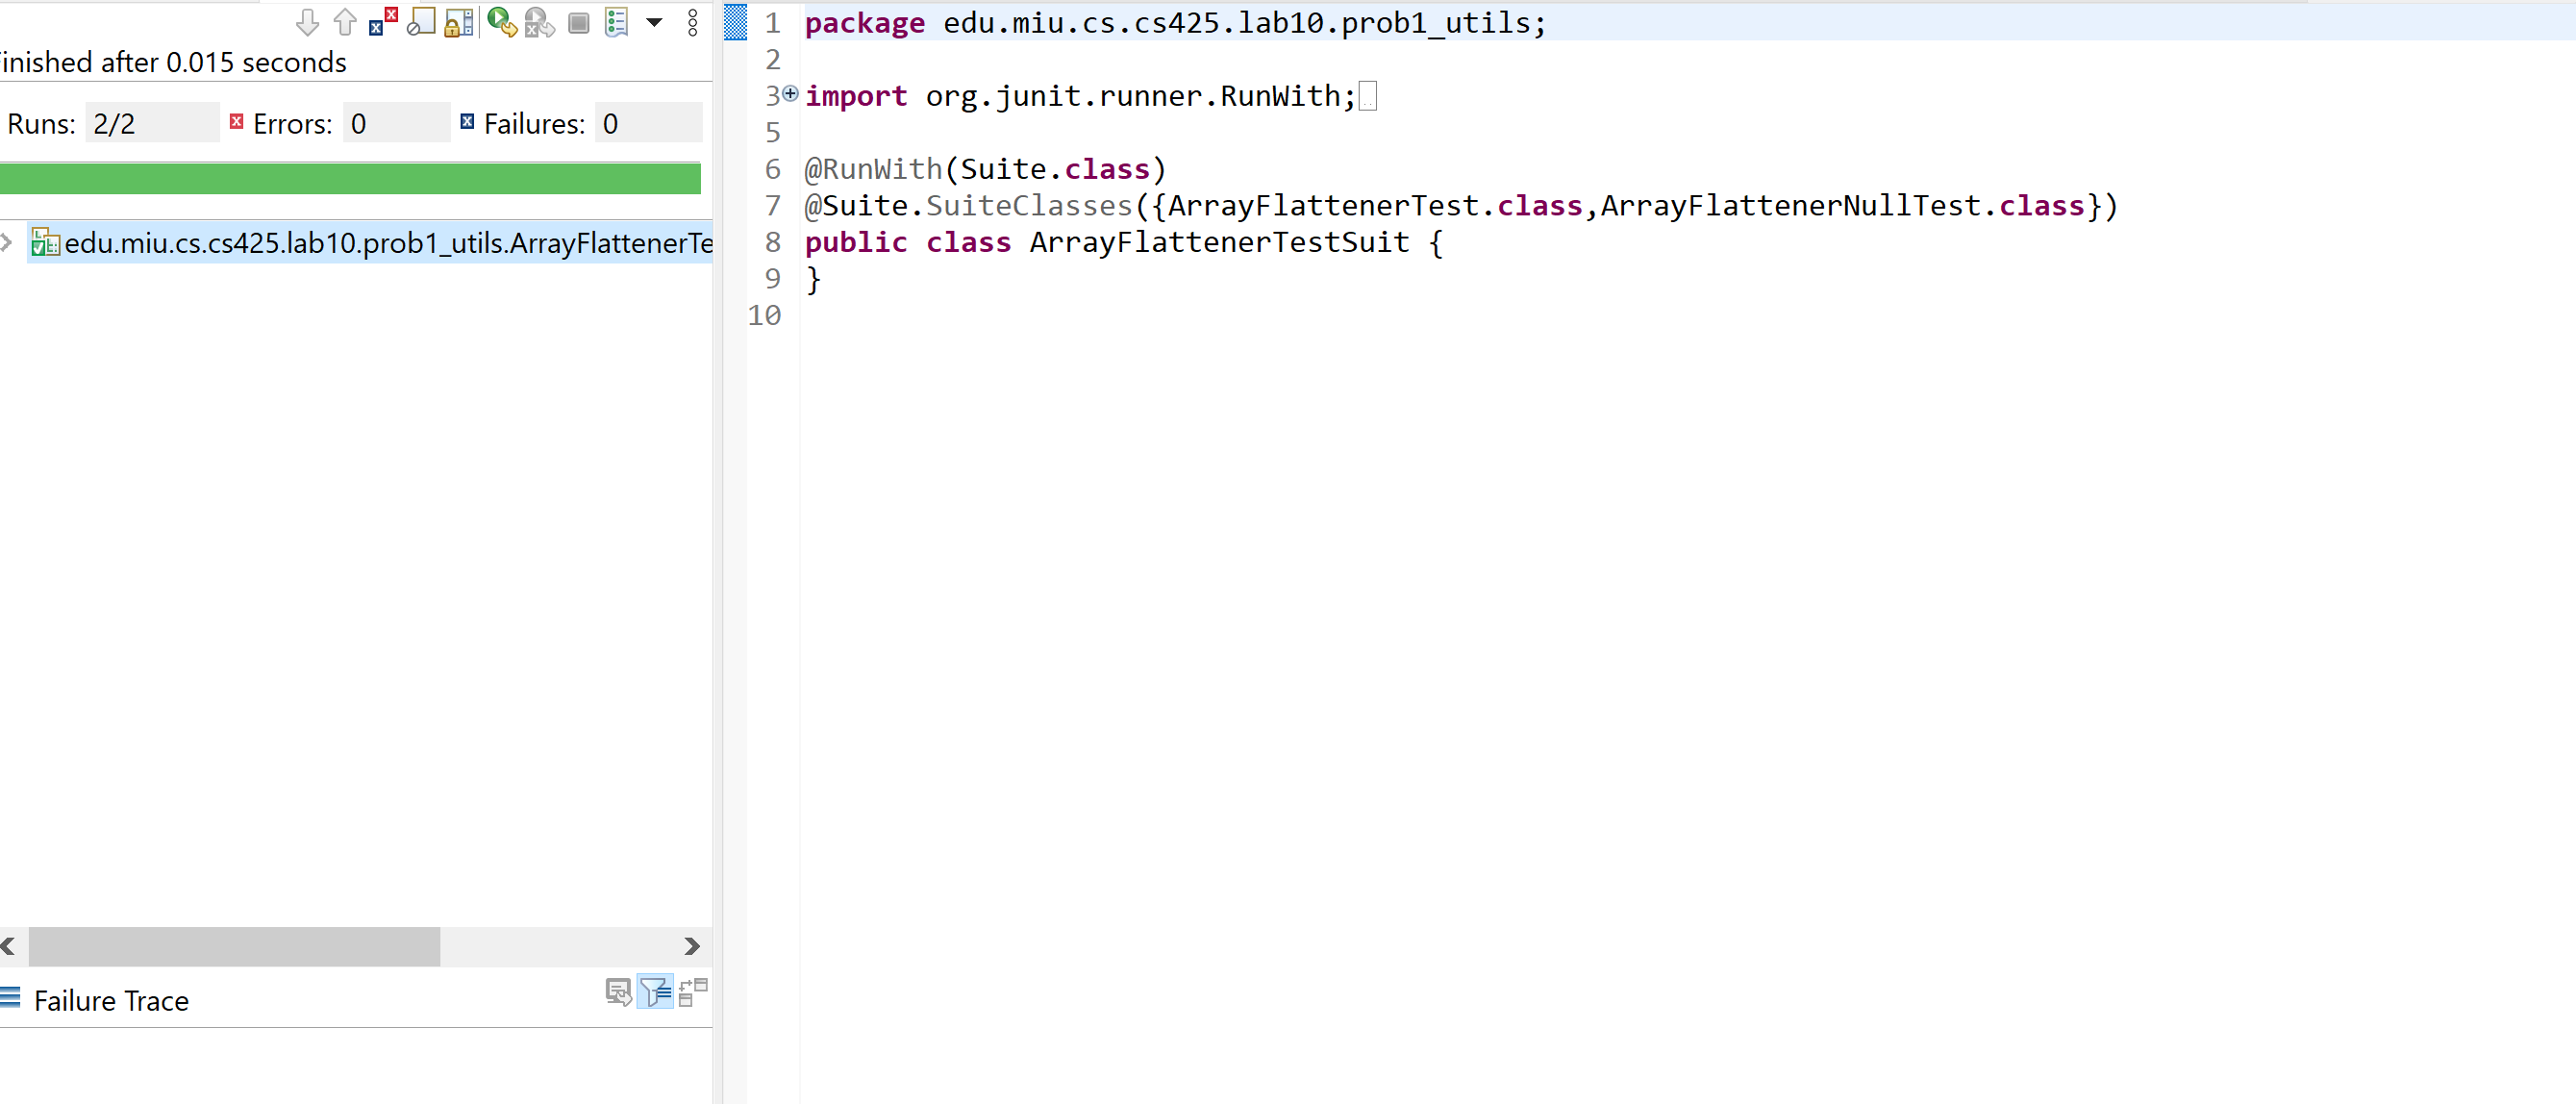 inished after 0.015 seconds
Runs: 2/2 Errors: 0 Failures: 0
edu.miu.cs.cs425.lab10.prob1_utils.ArrayFlattenerTe
Failure Trace
1 package edu.miu.cs.cs425.lab10.prob1_utils;
2
3 import org.junit.runner.RunWith;
5
6 @RunWith(Suite.class)
7 @Suite.SuiteClasses({ArrayFlattenerTest.class,ArrayFlattenerNullTest.class})
8 public class ArrayFlattenerTestSuit {
9 }
10